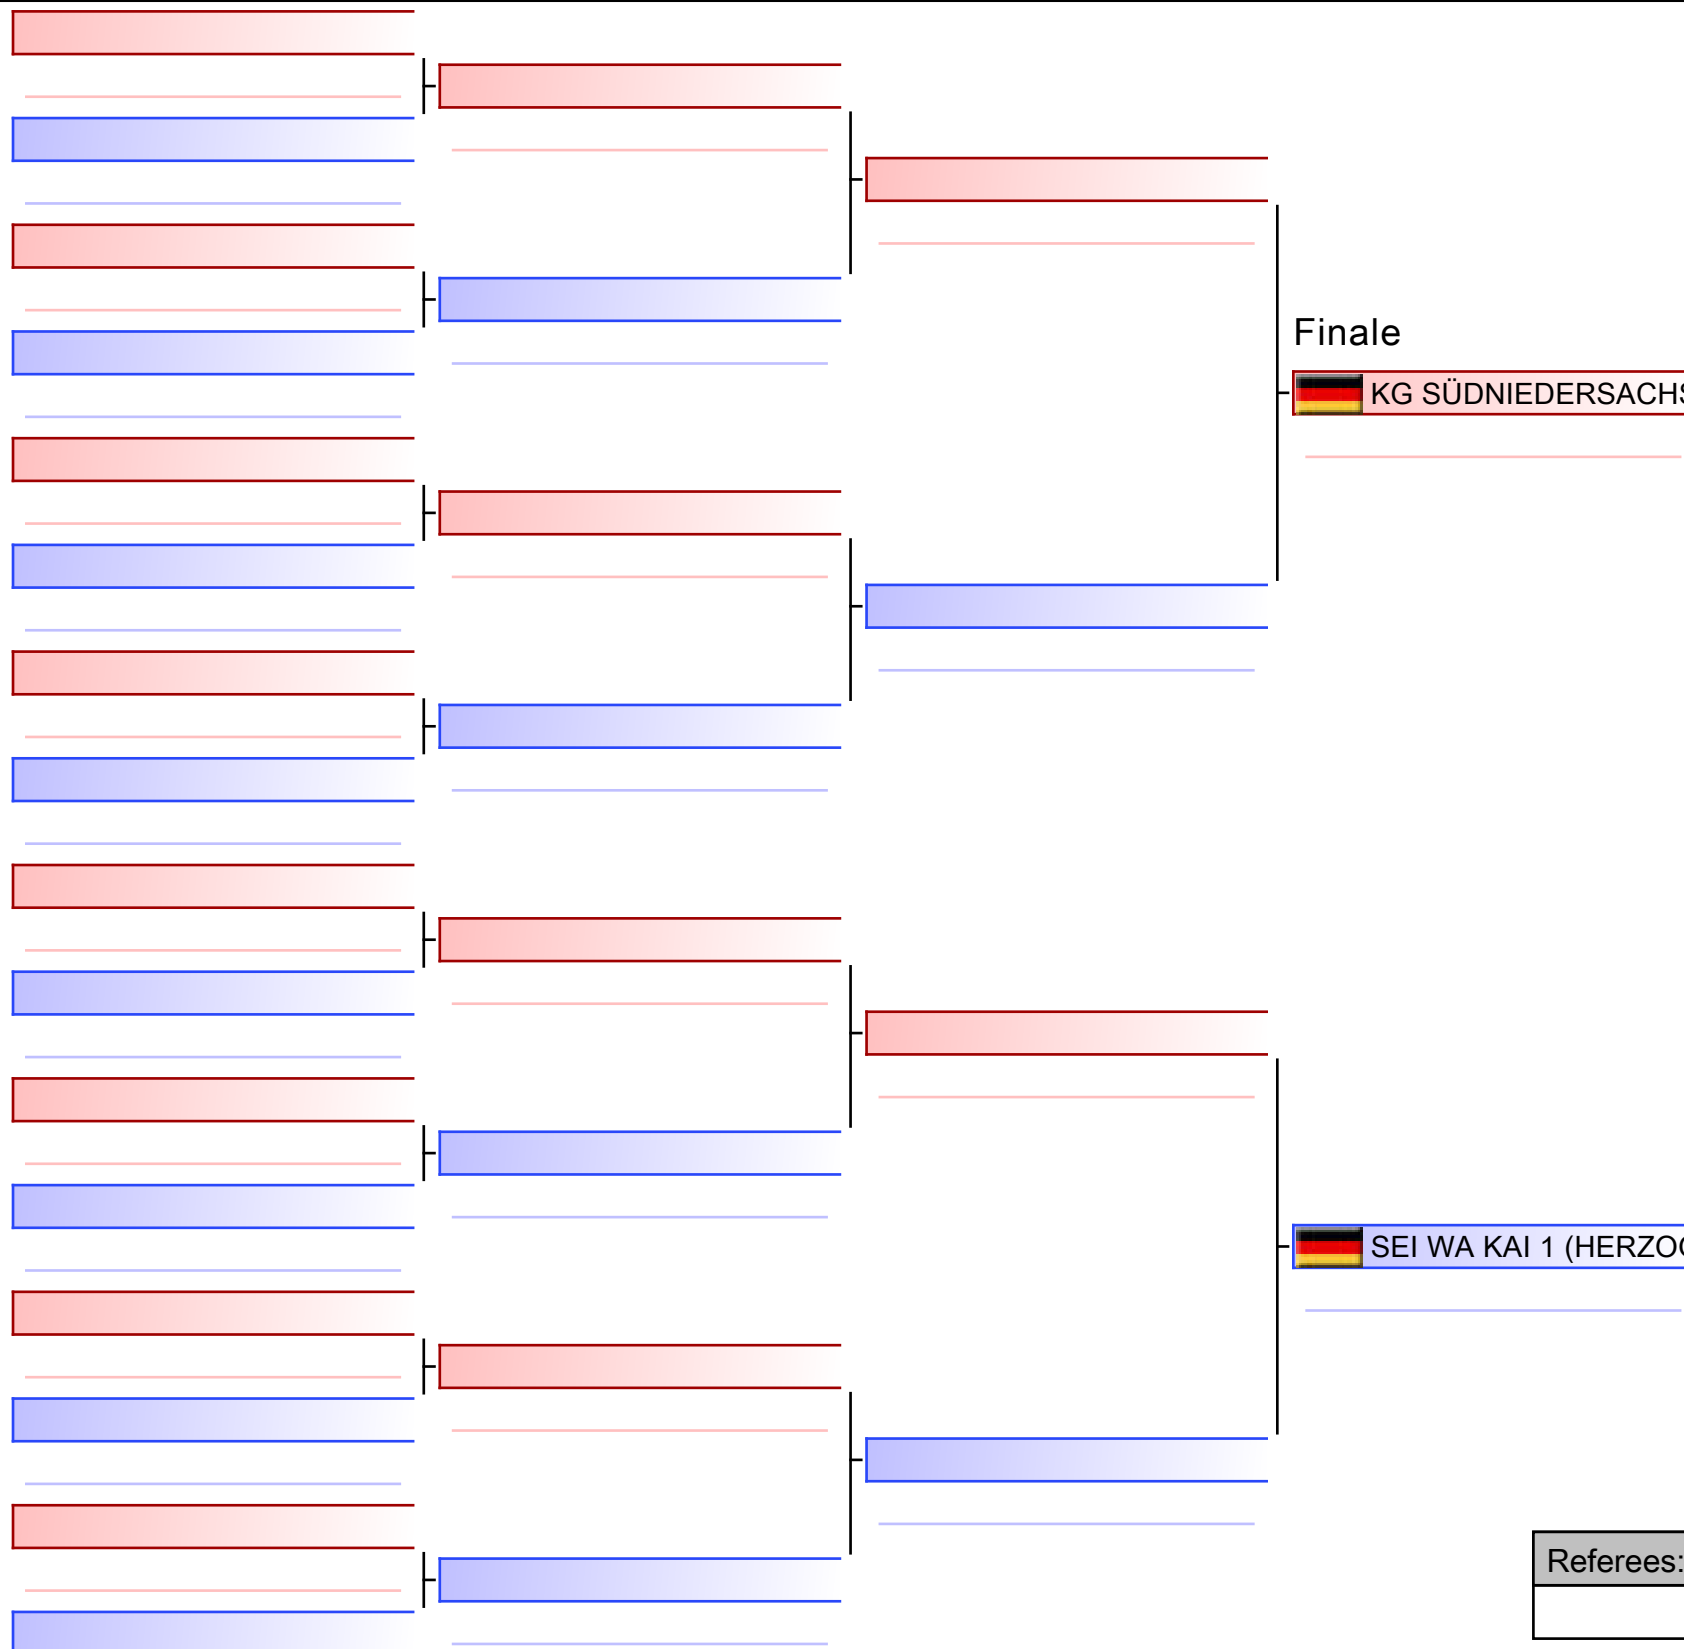 Finale
KG SÜDNIEDERSACHS
SEI WA KAI 1 (HERZOG
Referees: